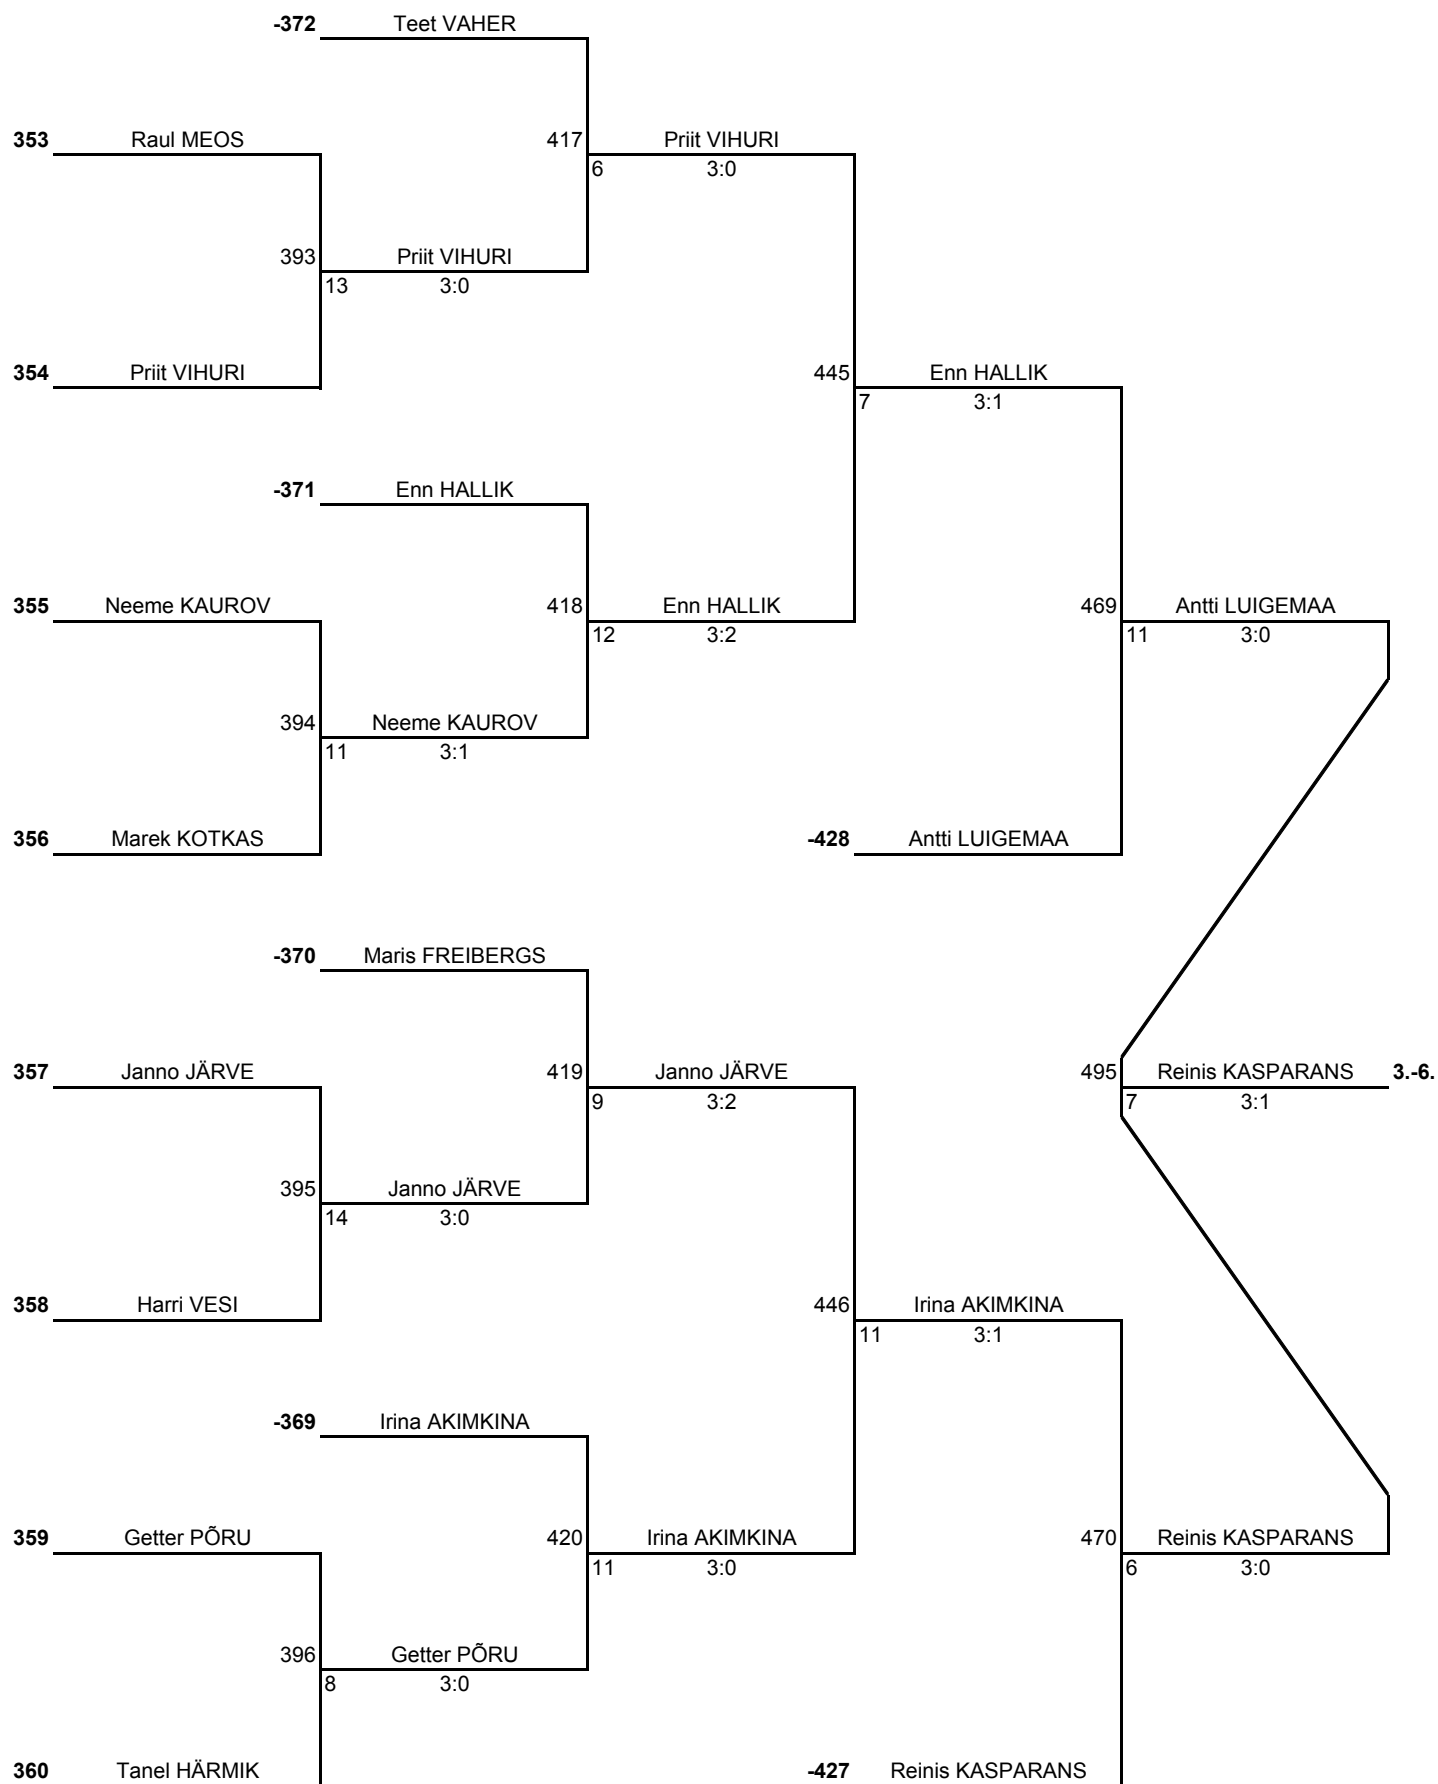 -372 Teet VAHER
353 Raul MEOS 417 Priit VIHURI
6 3:0
393 Priit VIHURI
13 3:0
354 Priit VIHURI 445 Enn HALLIK
7 3:1
-371 Enn HALLIK
355 Neeme KAUROV 418 Enn HALLIK 469 Antti LUIGEMAA
12 3:2 11 3:0
394 Neeme KAUROV
11 3:1
356 Marek KOTKAS -428 Antti LUIGEMAA
-370 Maris FREIBERGS
357 Janno JÄRVE 419 Janno JÄRVE 495 Reinis KASPARANS 3.-6.
9 3:2 7 3:1
395 Janno JÄRVE
14 3:0
358 Harri VESI 446 Irina AKIMKINA
11 3:1
-369 Irina AKIMKINA
359 Getter PÕRU 420 Irina AKIMKINA 470 Reinis KASPARANS
11 3:0 6 3:0
396 Getter PÕRU
8 3:0
360 Tanel HÄRMIK -427 Reinis KASPARANS